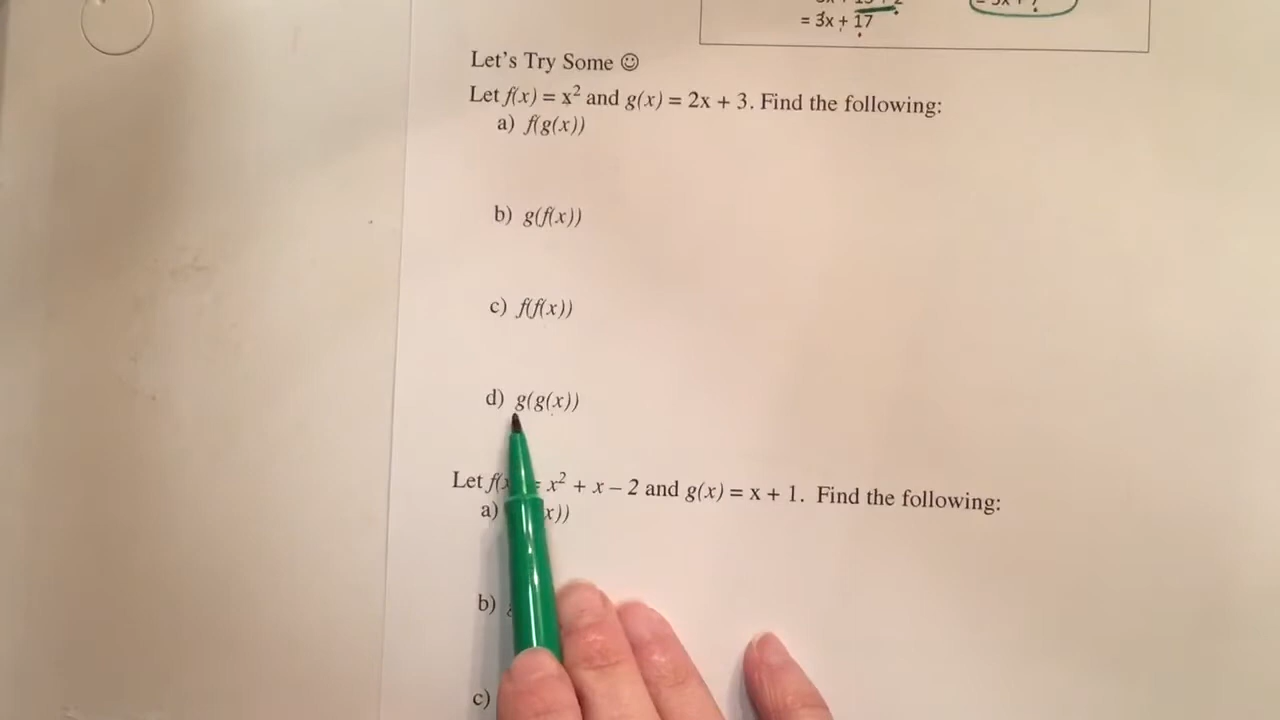 = 3x + 17
Let's Try Some ☺
Let f(x) = x² and g(x) = 2x + 3. Find the following:
a) f(g(x))
b) g(f(x))
c) f(f(x))
d) g(g(x))
Let x² + x – 2 and g(x) = x + 1. Find the following:
a) x))
b)
c)